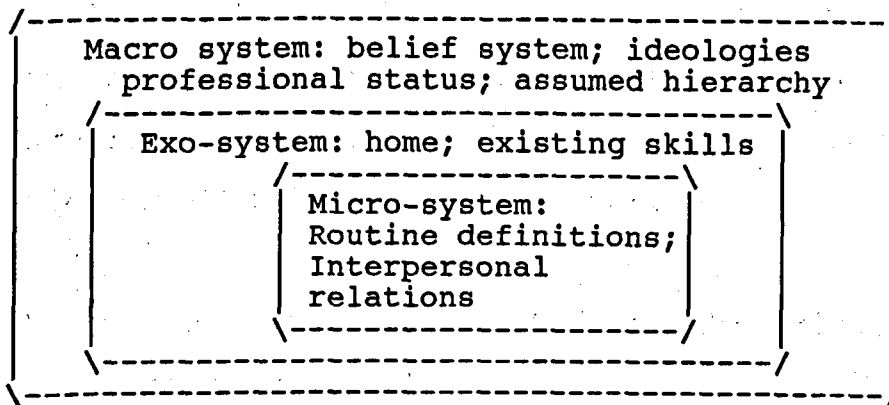 Macro system: belief system; ideologies
professional status; assumed hierarchy
Exo-system: home; existing skills
Micro-system:
Routine definitions;
Interpersonal
relations